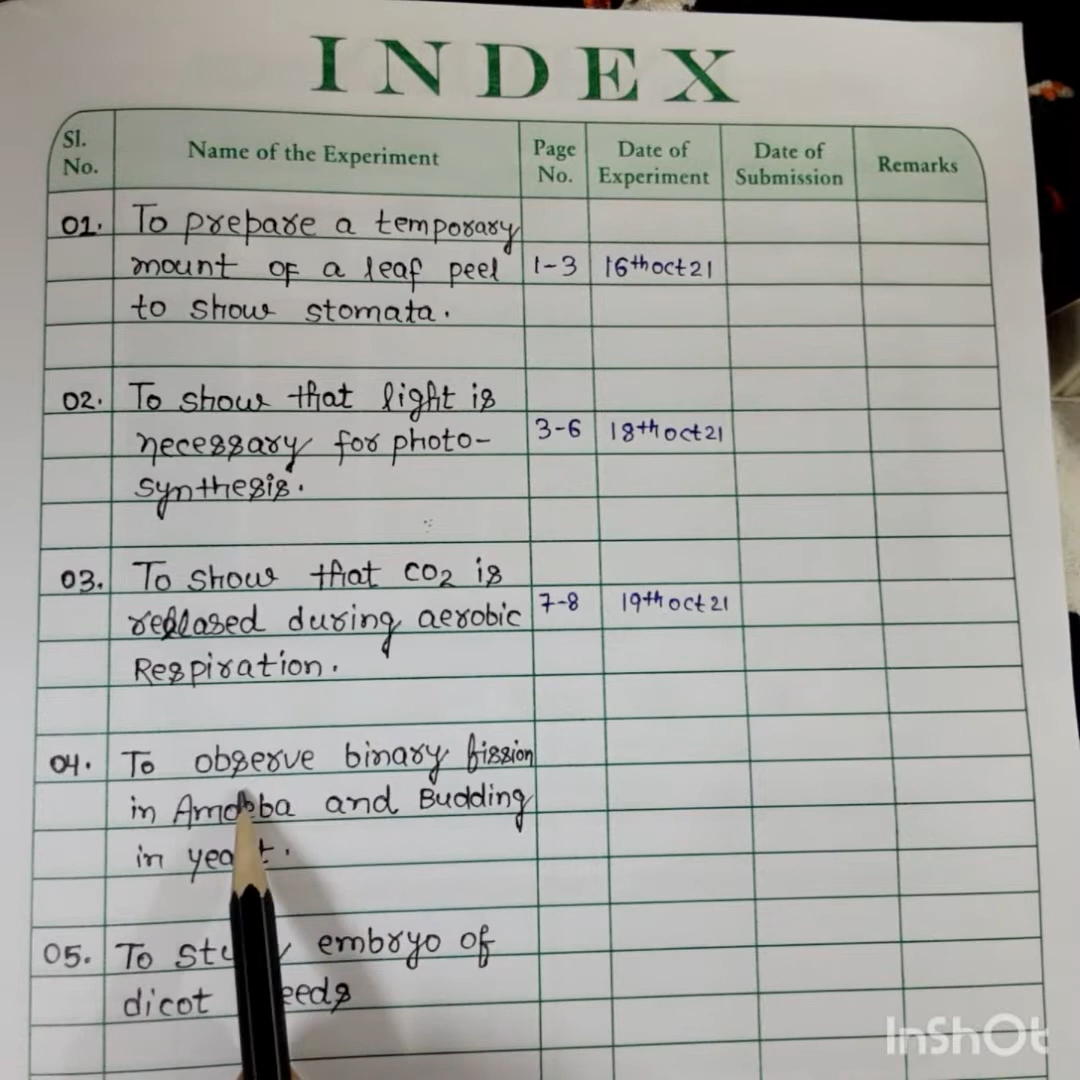 INDEX
Sl. No. Name of the Experiment Page No. Date of Experiment Date of Submission Remarks
01. To prepare a temporary
mount of a leaf peel 1-3 16th oct 21
to show stomata.
02. To show that light is
necessary for photo- 3-6 18th oct 21
synthesis.
03. To show that CO2 is
during aerobic 7-8 19th oct 21
Respiration.
04. To observe binary fission
in and Budding
in
05. To embryo of
dicot
InShOt